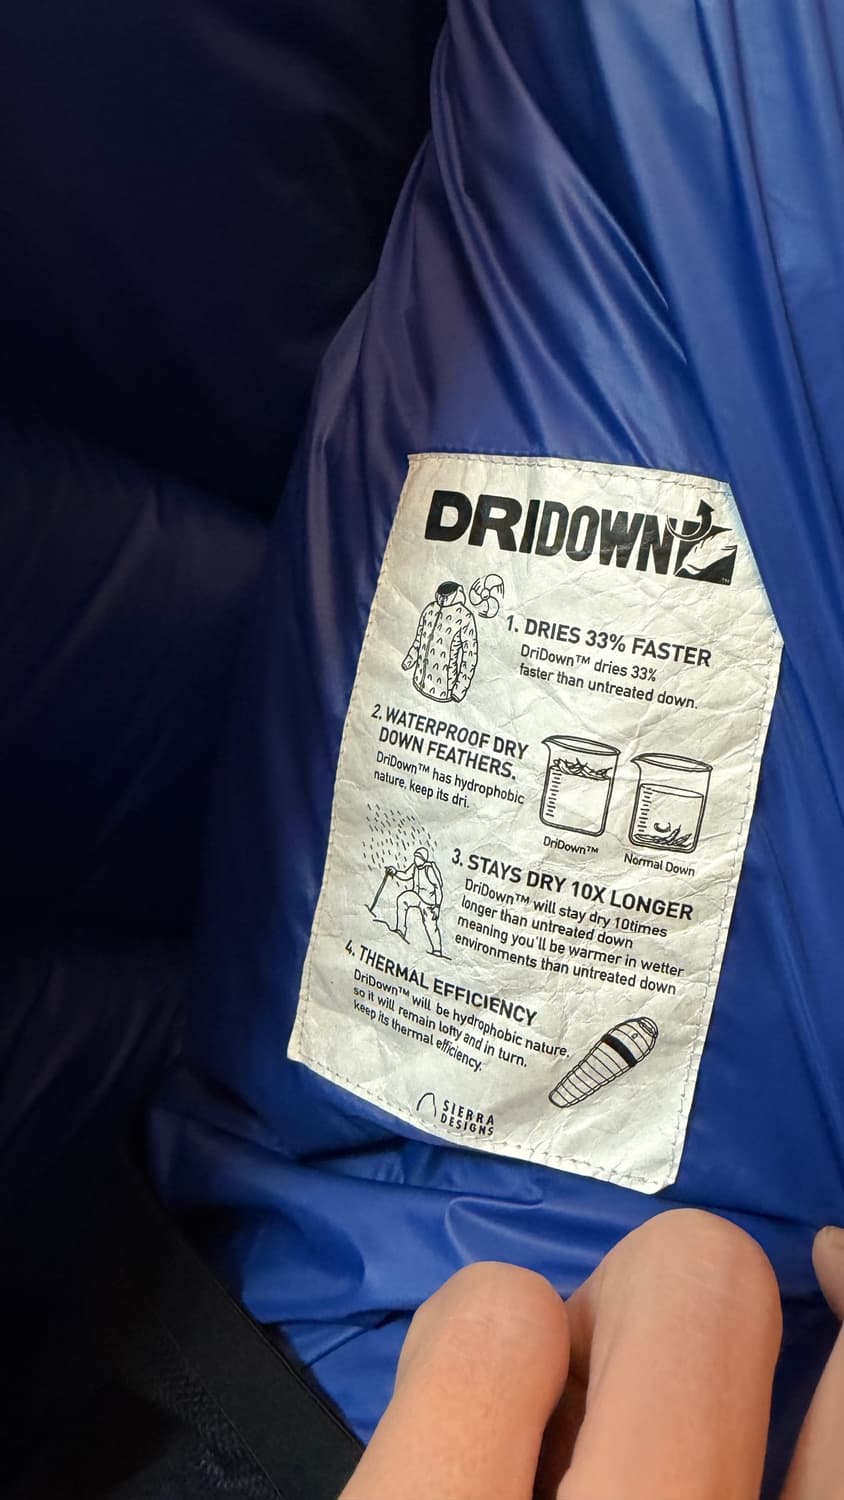 DRIDOWN
1. DRIES 33% FASTER
DriDown™ dries 33%
faster than untreated down.
2. WATERPROOF DRY
DOWN FEATHERS.
DriDown™ has hydrophobic
nature, keep its dri.
DriDown™
Normal Down
3. STAYS DRY 10X LONGER
DriDown™ will stay dry 10times
longer than untreated down
meaning you'll be warmer in wetter
environments than untreated down
4. THERMAL EFFICIENCY
DriDown™ will be hydrophobic nature,
so it will remain lofty and in turn.
keep its thermal efficiency.
SIERRA
DESIGNS